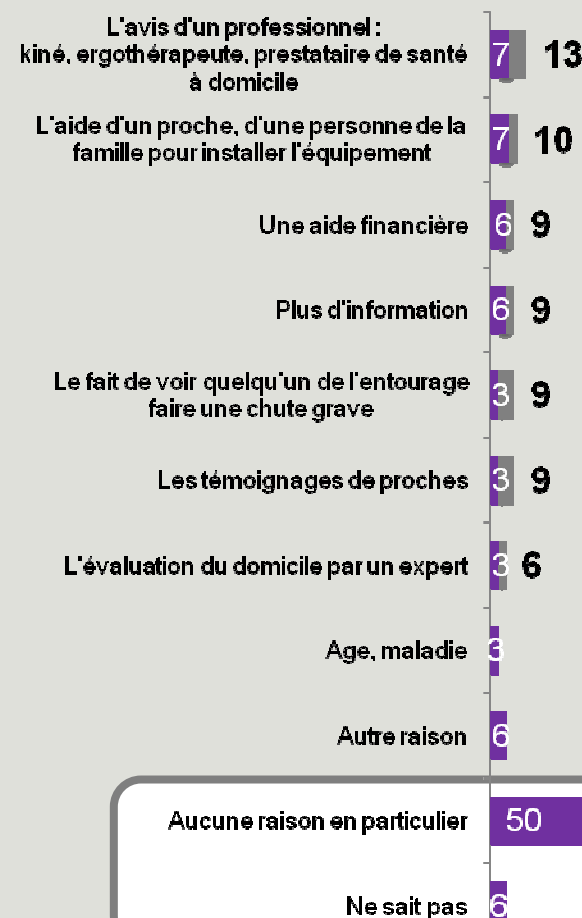 L'avis d'un professionnel :
kiné, ergothérapeute, prestataire de santé
à domicile
7 13
L'aide d'un proche, d'une personne de la
famille pour installer l'équipement
7 10
Une aide financière 6 9
Plus d'information 6 9
Le fait de voir quelqu'un de l'entourage
faire une chute grave
3 9
Les témoignages de proches 3 9
L'évaluation du domicile par un expert 3 6
Age, maladie 3
Autre raison 6
Aucune raison en particulier 50
Ne sait pas 6